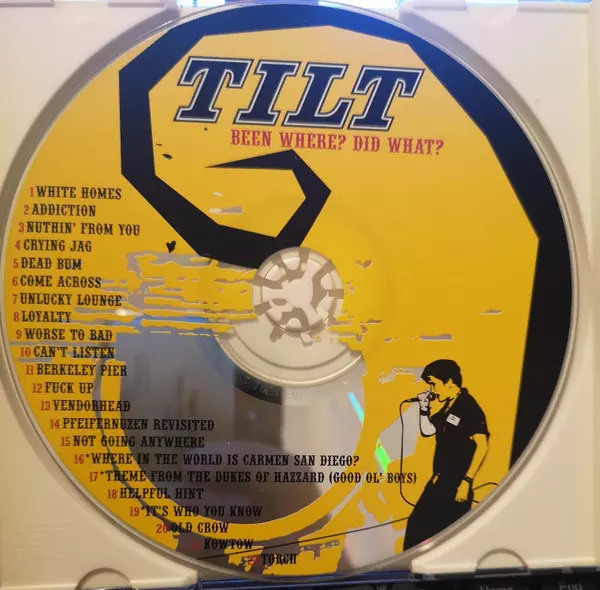 TILT
BEEN WHERE? DID WHAT?
1 WHITE HOMES
2 ADDICTION
3 NUTHIN' FROM YOU
4 CRYING JAG
5 DEAD BUM
6 COME ACROSS
7 UNLUCKY LOUNGE
8 LOYALTY
9 WORSE TO BAD
10 CAN'T LISTEN
11 BERKELEY PIER
12 FUCK UP
13 VENDORHEAD
14 PFEIFERNUZEN REVISITED
15 NOT GOING ANYWHERE
16 *WHERE IN THE WORLD IS CARMEN SAN DIEGO?
17 *THEME FROM THE DUKES OF HAZZARD (GOOD OL' BOYS)
18 HELPFUL HINT
19 *IT'S WHO YOU KNOW
20 OLD CROW
KOWTOW
22 TORCH
Home End